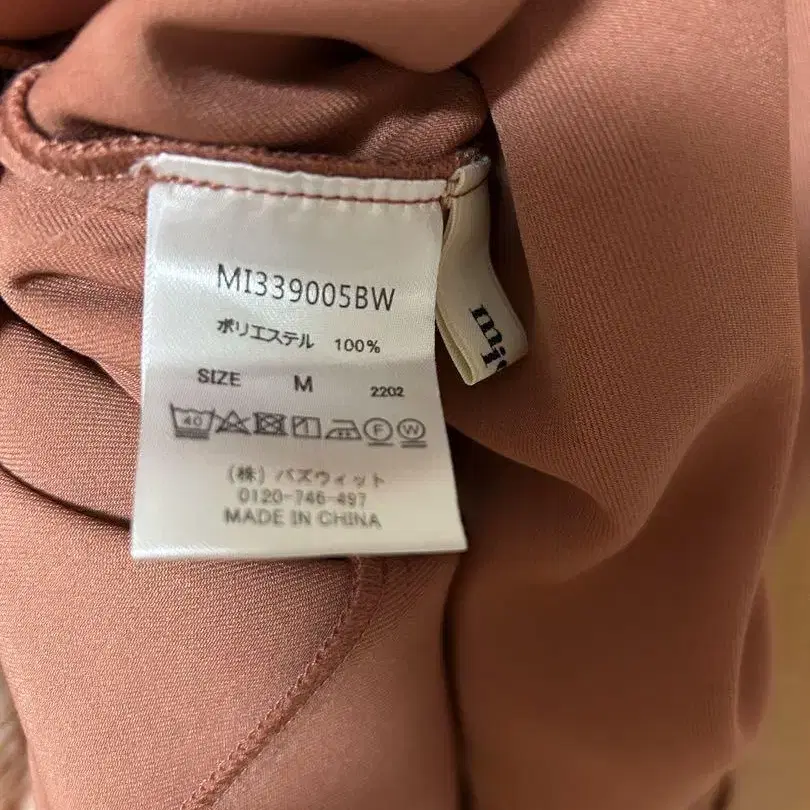 MI339005BW
ポリエステル 100%
SIZE M 2202
40 F W
(株) バズウィット
0120-746-497
MADE IN CHINA